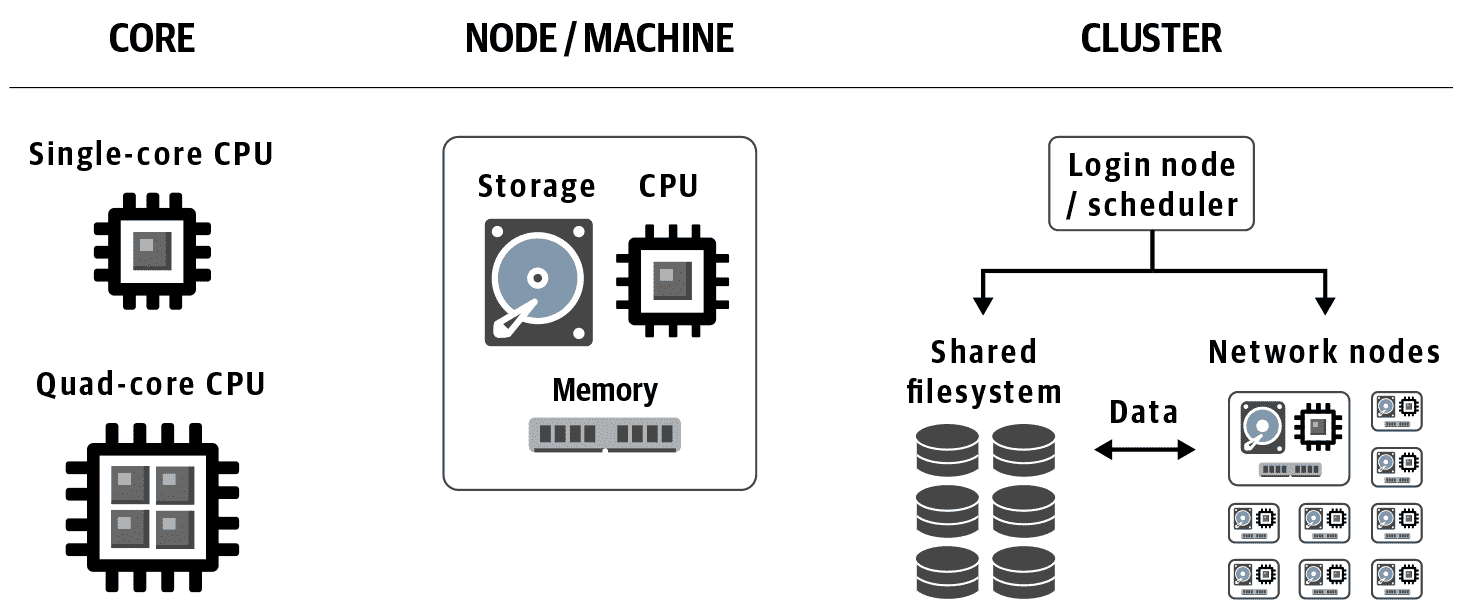 CORE
NODE / MACHINE
CLUSTER
Single-core CPU
Quad-core CPU
Storage
CPU
Memory
Login node
/ scheduler
Shared
filesystem
Data
Network nodes